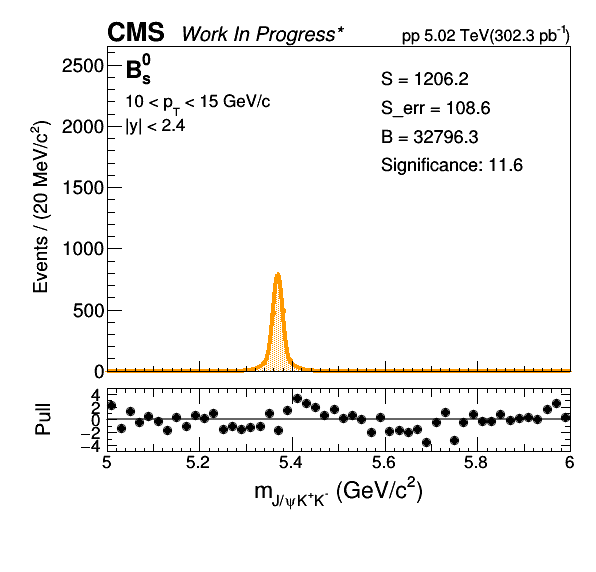 CMS Work In Progress* pp 5.02 TeV(302.3 pb⁻¹)
B⁰ₛ
10 < p_T < 15 GeV/c
|y| < 2.4
S = 1206.2
S_err = 108.6
B = 32796.3
Significance: 11.6
Events / (20 MeV/c²)
2500
2000
1500
1000
500
0
Pull
4
2
0
−2
−4
5 5.2 5.4 5.6 5.8 6
m_J/ψK⁺K⁻ (GeV/c²)